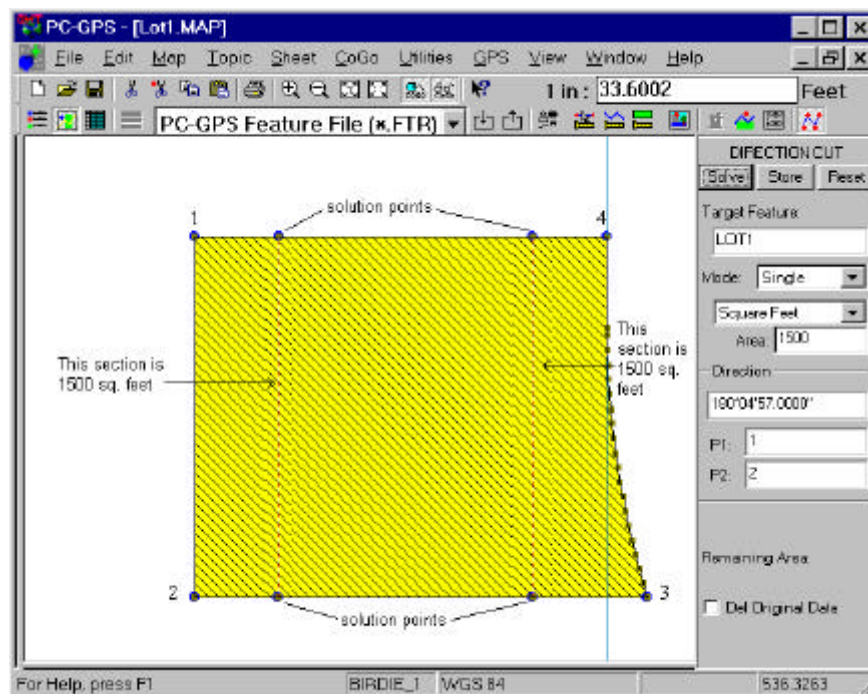 PC-GPS - [Lot1.MAP]
File Edit Map Topic Sheet CoGo Utilities GPS View Window Help
1 in : 33.6002 Feet
PC-GPS Feature File (*.FTR)
DIRECTION CUT
Solve Store Reset
Target Feature:
LOT1
Mode: Single
Square Feet
Area: 1500
Direction
180°04'57.0000"
P1: 1
P2: 2
Remaining Area:
Del Original Data
1
solution points
4
This section is
1500 sq. feet
This
section is
1500 sq.
feet
2
3
solution points
For Help, press F1
BIRDIE_1
WGS 84
536.3263